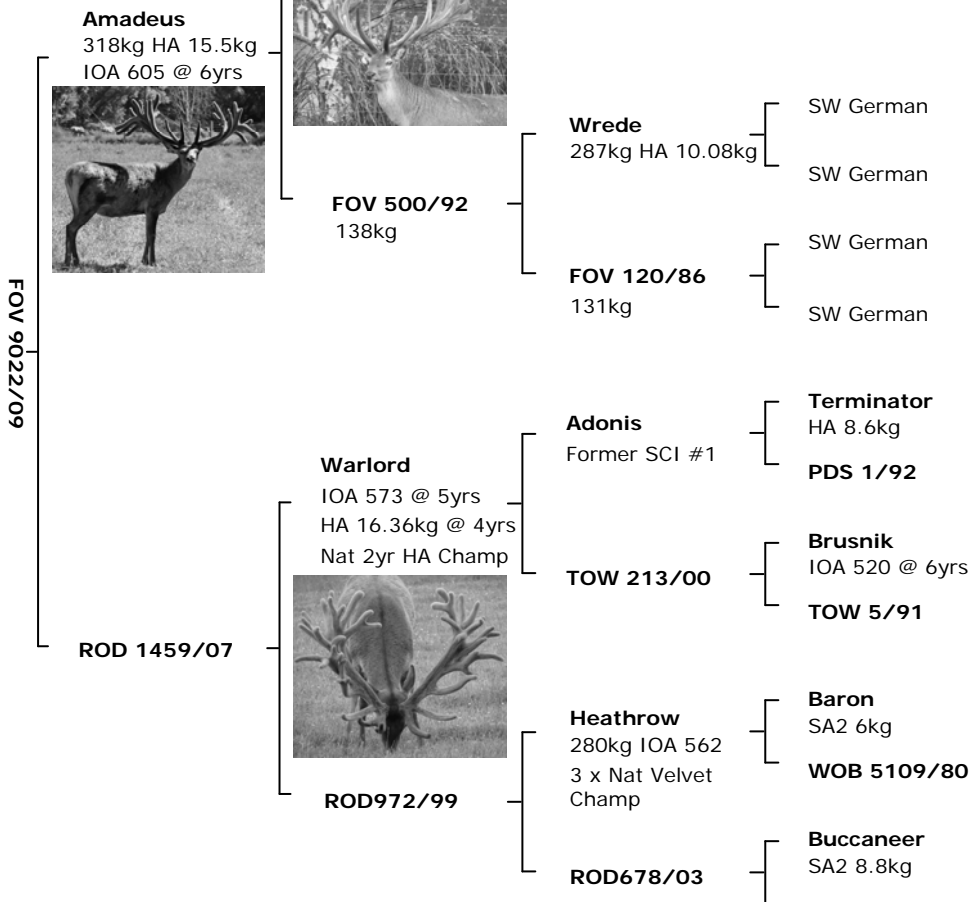 Amadeus
318kg HA 15.5kg
IOA 605 @ 6yrs
FOV 500/92
138kg
Wrede
287kg HA 10.08kg
SW German
SW German
FOV 120/86
131kg
SW German
SW German
FOV 9022/09
Warlord
IOA 573 @ 5yrs
HA 16.36kg @ 4yrs
Nat 2yr HA Champ
Adonis
Former SCI #1
Terminator
HA 8.6kg
PDS 1/92
TOW 213/00
Brusnik
IOA 520 @ 6yrs
TOW 5/91
ROD 1459/07
ROD972/99
Heathrow
280kg IOA 562
3 x Nat Velvet
Champ
Baron
SA2 6kg
WOB 5109/80
ROD678/03
Buccaneer
SA2 8.8kg